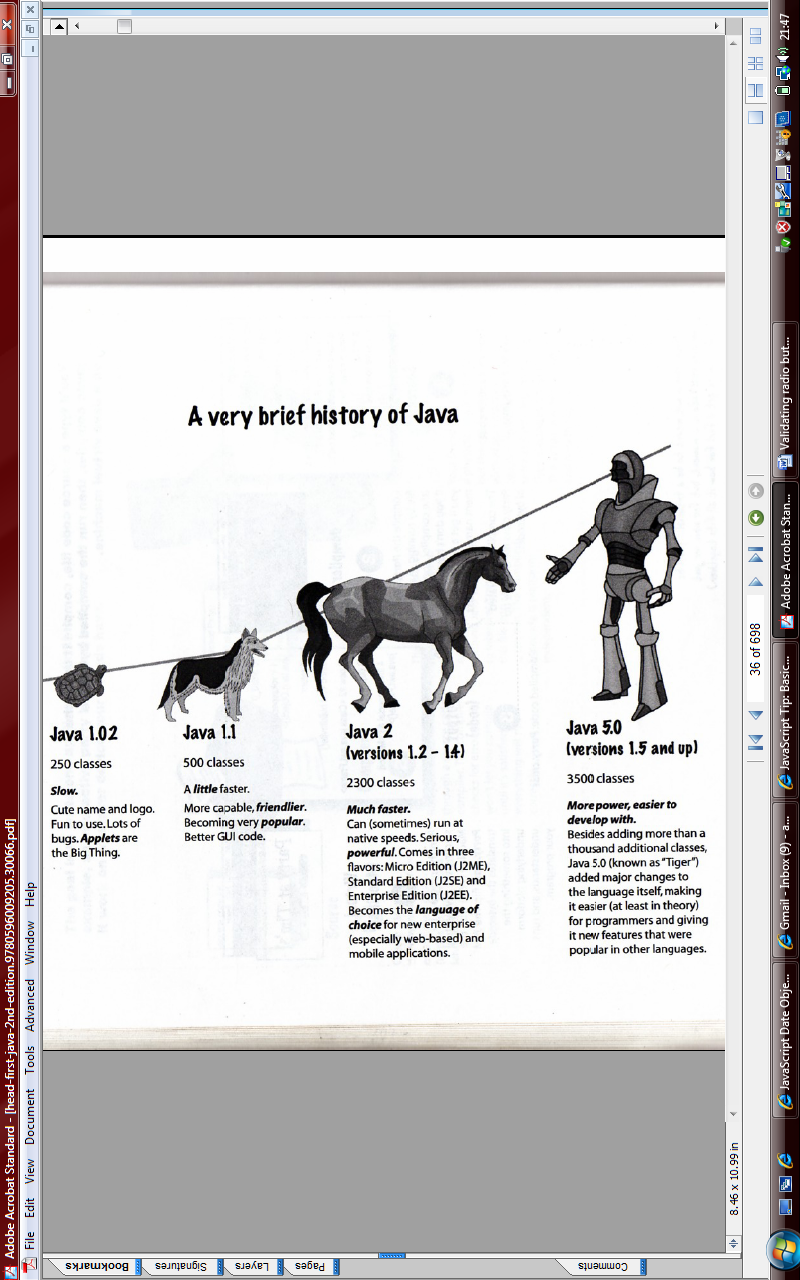 A very brief history of Java
Java 1.02
250 classes
Slow.
Cute name and logo.
Fun to use. Lots of
bugs. Applets are
the Big Thing.
Java 1.1
500 classes
A little faster.
More capable, friendlier.
Becoming very popular.
Better GUI code.
Java 2
(versions 1.2 – 1.4)
2300 classes
Much faster.
Can (sometimes) run at
native speeds. Serious,
powerful. Comes in three
flavors: Micro Edition (J2ME),
Standard Edition (J2SE) and
Enterprise Edition (J2EE).
Becomes the language of
choice for new enterprise
(especially web-based) and
mobile applications.
Java 5.0
(versions 1.5 and up)
3500 classes
More power, easier to
develop with.
Besides adding more than a
thousand additional classes,
Java 5.0 (known as “Tiger”)
added major changes to
the language itself, making
it easier (at least in theory)
for programmers and giving
it new features that were
popular in other languages.
Adobe Acrobat Standard - [head-first-java-2nd-edition.9780596009205.30066.pdf]
File Edit View Document Tools Advanced Window Help
Bookmarks
Signatures
Layers
Pages
Comments
8.46 x 10.99 in
36 of 698
JavaScript Date Obje...
Gmail - Inbox (9) - a...
JavaScript Tip: Basic...
Adobe Acrobat Stan...
Validating radio but...
21:47